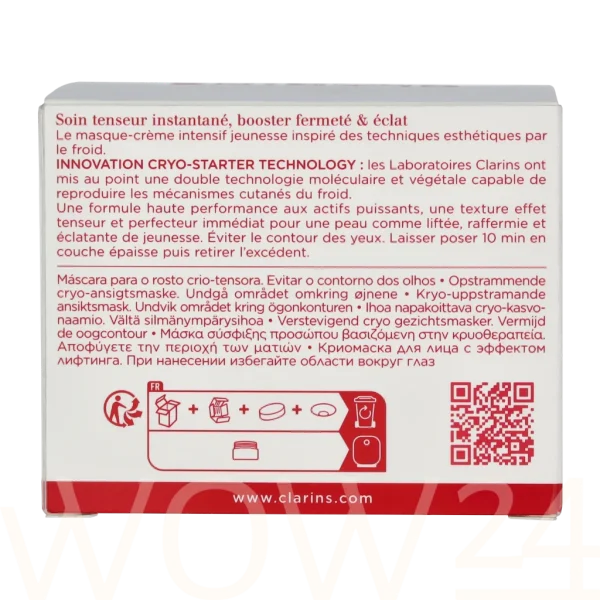 Soin tenseur instantané, booster fermeté & éclat
Le masque-crème intensif jeunesse inspiré des techniques esthétiques par
le froid.
INNOVATION CRYO-STARTER TECHNOLOGY : les Laboratoires Clarins ont
mis au point une double technologie moléculaire et végétale capable de
reproduire les mécanismes cutanés du froid.
Une formule haute performance aux actifs puissants, une texture effet
tenseur et perfecteur immédiat pour une peau comme liftée, raffermie et
éclatante de jeunesse. Éviter le contour des yeux. Laisser poser 10 min en
couche épaisse puis retirer l'excédent.
Máscara para o rosto crio-tensora. Evitar o contorno dos olhos • Opstrammende
cryo-ansigtsmaske. Undgå området omkring øjnene • Kryo-uppstramande
ansiktsmask. Undvik området kring ögonkonturen • Ihoa napakoittava cryo-kasvo-
naamio. Vältä silmänympärysihoa • Verstevigend cryo gezichtsmasker. Vermijd
de oogcontour • Μάσκα σύσφιξης προσώπου βασιζόμενη στην κρυοθεραπεία.
Αποφύγετε την περιοχή των ματιών • Криомаска для лица с эффектом
лифтинга. При нанесении избегайте области вокруг глаз
FR
www.clarins.com
WOW24